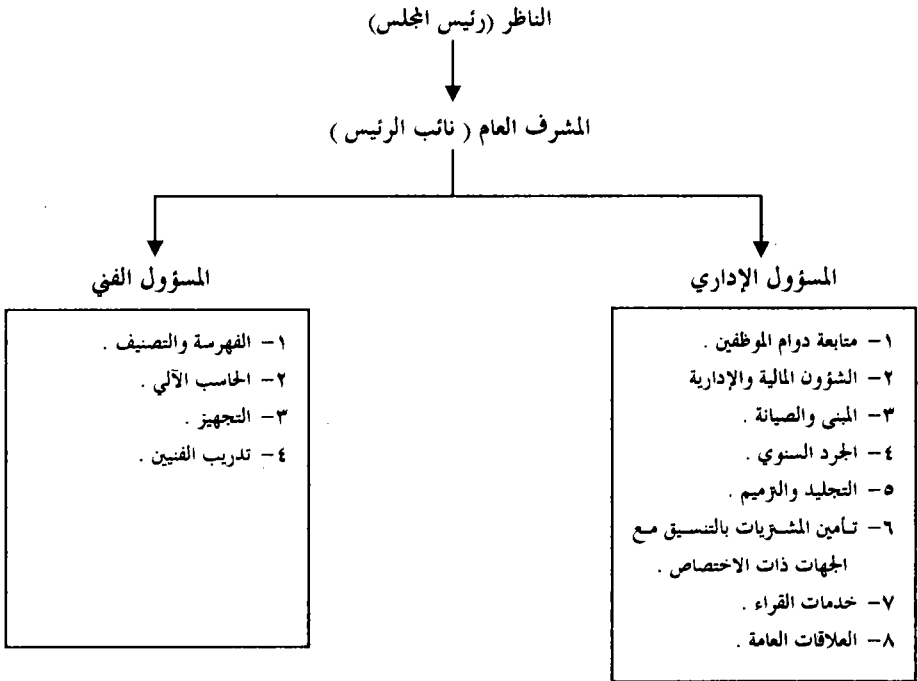 الناظر (رئيس المجلس)
المشرف العام ( نائب الرئيس )
المسؤول الإداري
١- متابعة دوام الموظفين .
٢- الشؤون المالية والإدارية
٣- المبنى والصيانة .
٤- الجرد السنوي .
٥- التجليد والترميم .
٦- تأمين المشتريات بالتنسيق مع
الجهات ذات الاختصاص .
٧- خدمات القراء .
٨- العلاقات العامة .
المسؤول الفني
١- الفهرسة والتصنيف .
٢- الحاسب الآلي .
٣- التجهيز .
٤- تدريب الفنيين .